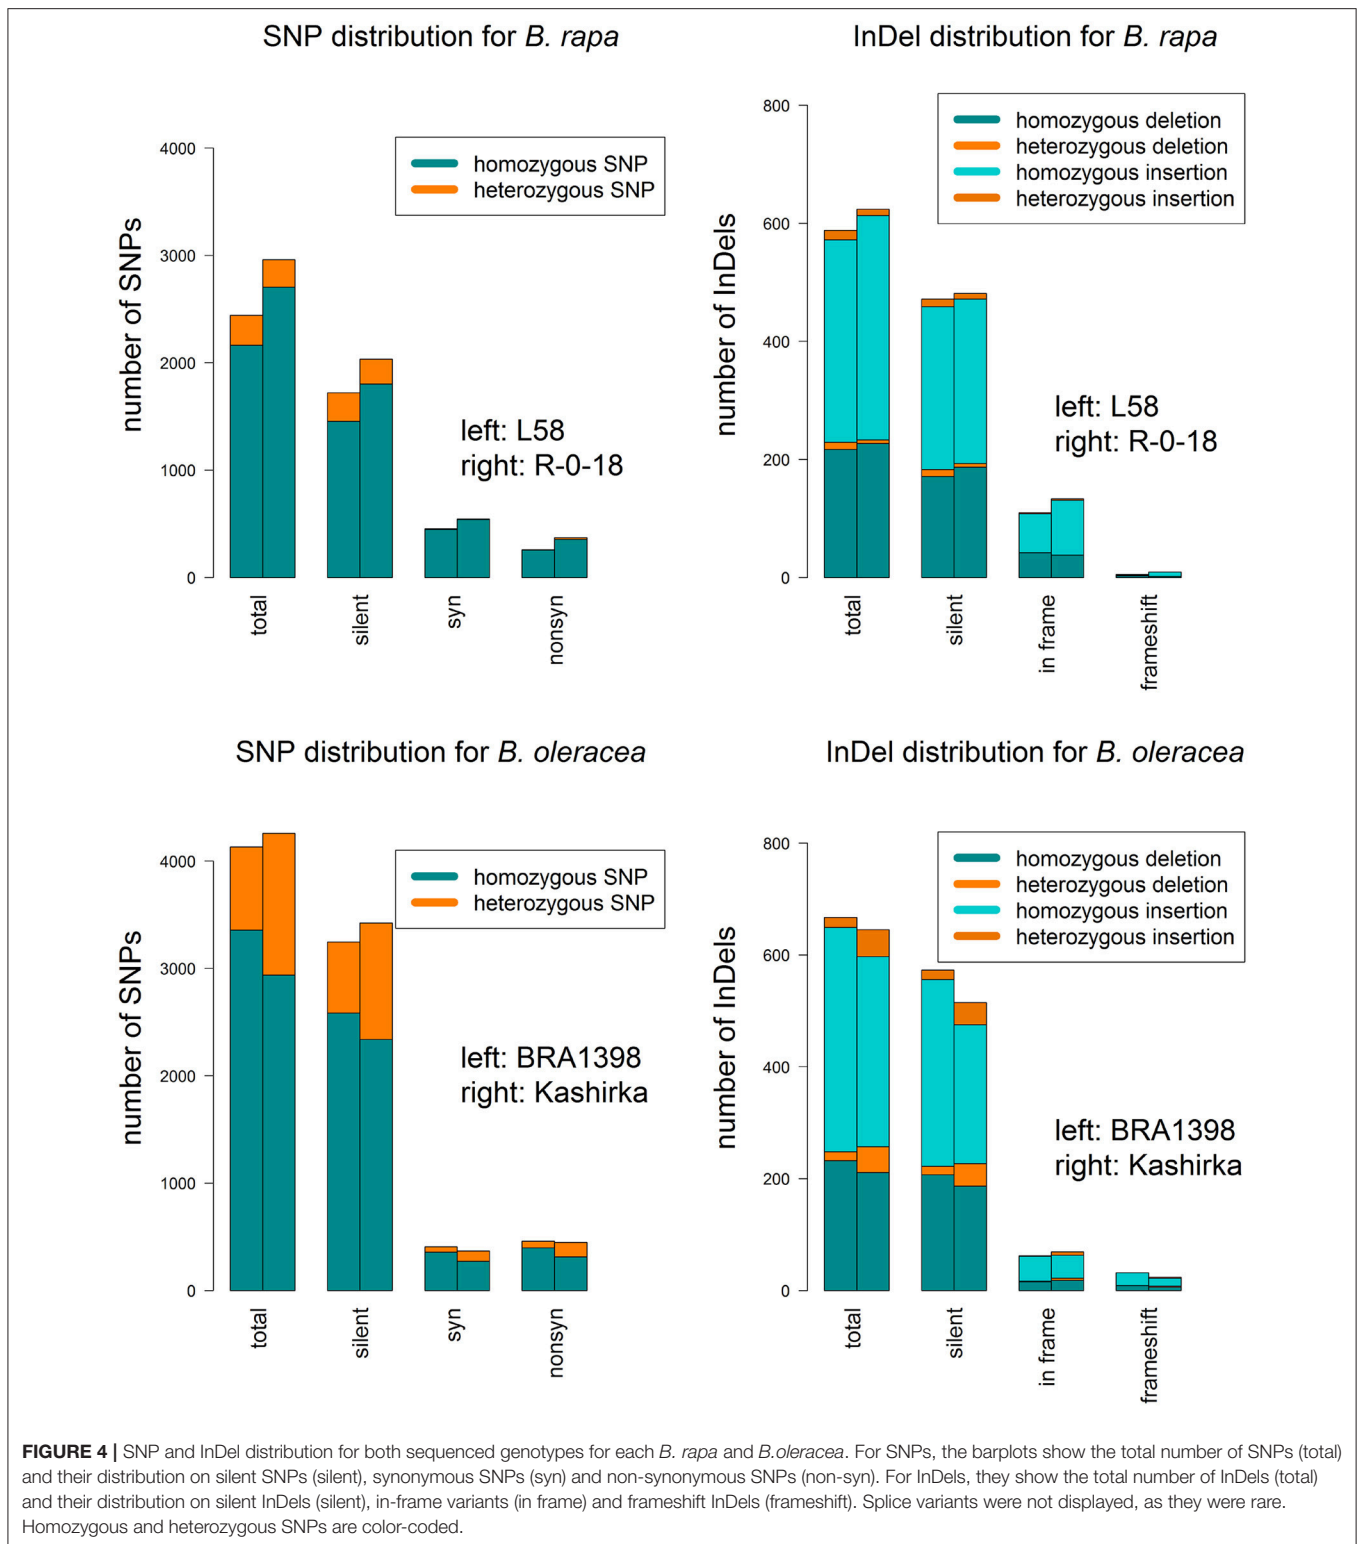 SNP distribution for B. rapa
number of SNPs
4000
3000
2000
1000
0
homozygous SNP
heterozygous SNP
left: L58
right: R-0-18
total
silent
syn
nonsyn
InDel distribution for B. rapa
number of InDels
800
600
400
200
0
homozygous deletion
heterozygous deletion
homozygous insertion
heterozygous insertion
left: L58
right: R-0-18
total
silent
in frame
frameshift
SNP distribution for B. oleracea
number of SNPs
4000
3000
2000
1000
0
homozygous SNP
heterozygous SNP
left: BRA1398
right: Kashirka
total
silent
syn
nonsyn
InDel distribution for B. oleracea
number of InDels
800
600
400
200
0
homozygous deletion
heterozygous deletion
homozygous insertion
heterozygous insertion
left: BRA1398
right: Kashirka
total
silent
in frame
frameshift
FIGURE 4 | SNP and InDel distribution for both sequenced genotypes for each B. rapa and B.oleracea. For SNPs, the barplots show the total number of SNPs (total)
and their distribution on silent SNPs (silent), synonymous SNPs (syn) and non-synonymous SNPs (non-syn). For InDels, they show the total number of InDels (total)
and their distribution on silent InDels (silent), in-frame variants (in frame) and frameshift InDels (frameshift). Splice variants were not displayed, as they were rare.
Homozygous and heterozygous SNPs are color-coded.